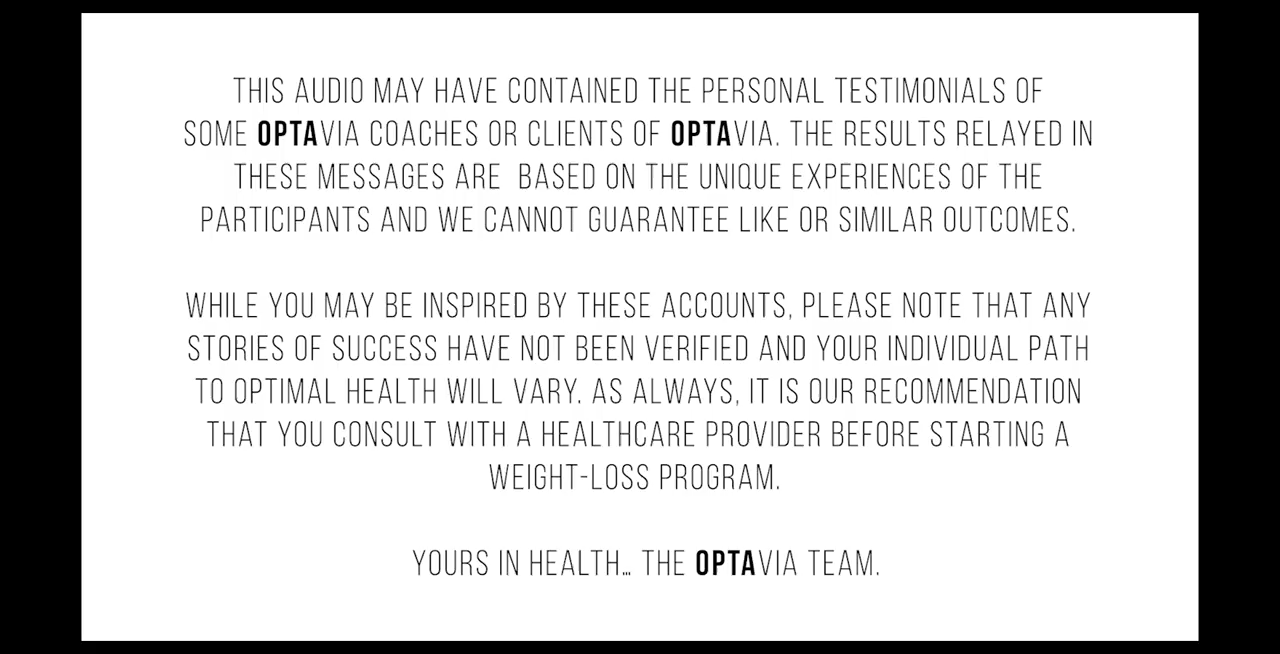 THIS AUDIO MAY HAVE CONTAINED THE PERSONAL TESTIMONIALS OF
SOME OPTAVIA COACHES OR CLIENTS OF OPTAVIA. THE RESULTS RELAYED IN
THESE MESSAGES ARE  BASED ON THE UNIQUE EXPERIENCES OF THE
PARTICIPANTS AND WE CANNOT GUARANTEE LIKE OR SIMILAR OUTCOMES.
WHILE YOU MAY BE INSPIRED BY THESE ACCOUNTS, PLEASE NOTE THAT ANY
STORIES OF SUCCESS HAVE NOT BEEN VERIFIED AND YOUR INDIVIDUAL PATH
TO OPTIMAL HEALTH WILL VARY. AS ALWAYS, IT IS OUR RECOMMENDATION
THAT YOU CONSULT WITH A HEALTHCARE PROVIDER BEFORE STARTING A
WEIGHT-LOSS PROGRAM.
YOURS IN HEALTH… THE OPTAVIA TEAM.